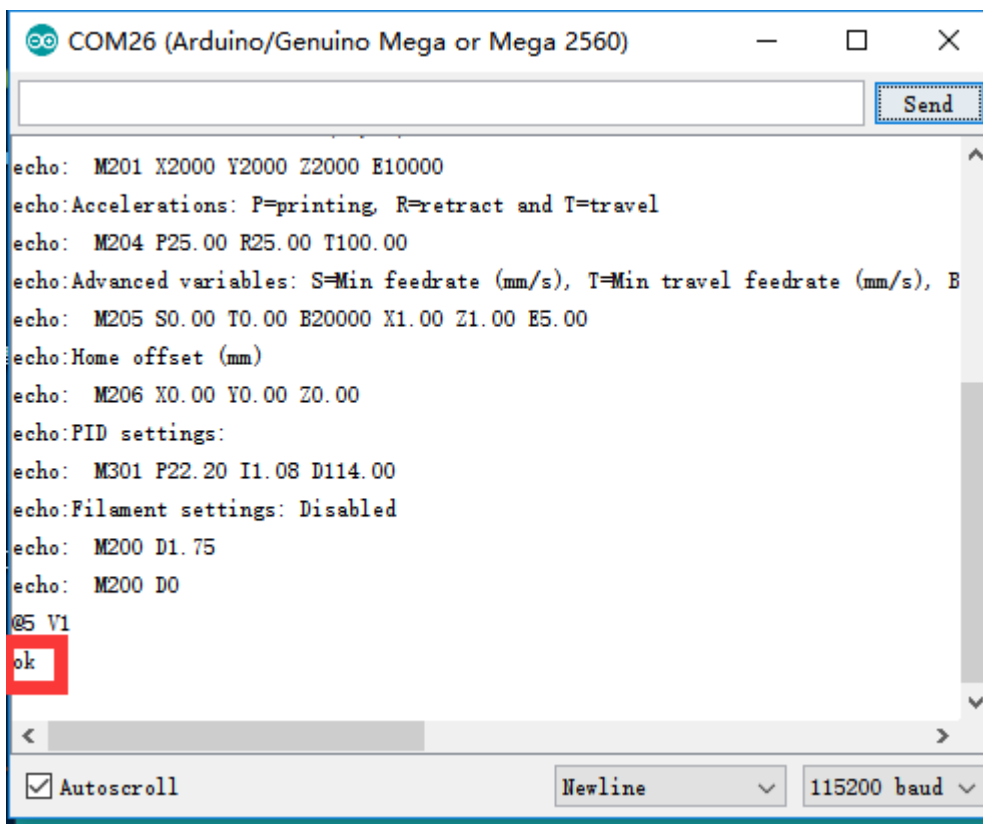 COM26 (Arduino/Genuino Mega or Mega 2560)
Send
echo:  M201 X2000 Y2000 Z2000 E10000
echo:Accelerations: P=printing, R=retract and T=travel
echo:  M204 P25.00 R25.00 T100.00
echo:Advanced variables: S=Min feedrate (mm/s), T=Min travel feedrate (mm/s), B
echo:  M205 S0.00 T0.00 B20000 X1.00 Z1.00 E5.00
echo:Home offset (mm)
echo:  M206 X0.00 Y0.00 Z0.00
echo:PID settings:
echo:  M301 P22.20 I1.08 D114.00
echo:Filament settings: Disabled
echo:  M200 D1.75
echo:  M200 D0
@5 V1
ok
Autoscroll
Newline
115200 baud